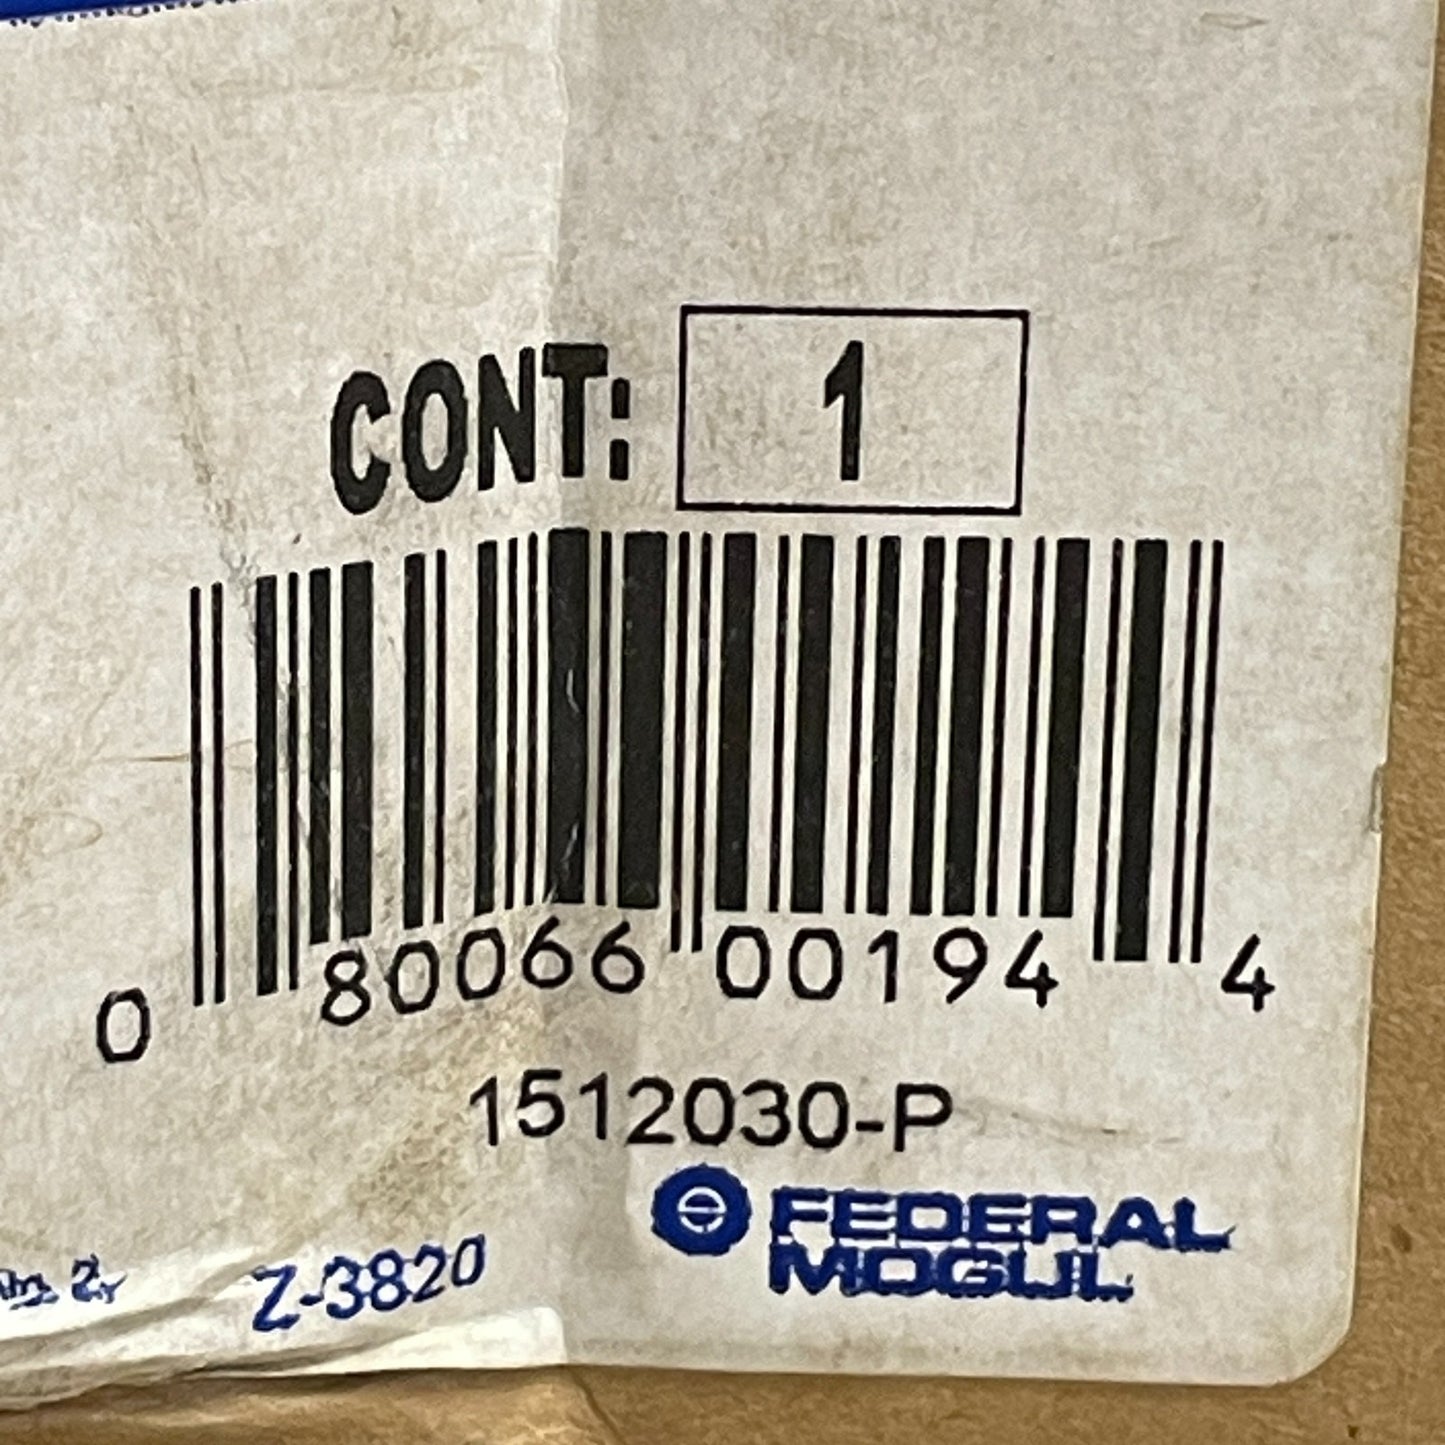 CONT: 1
0 80066 00194 4
1512030-P
FEDERAL
MOGUL
Z-3820